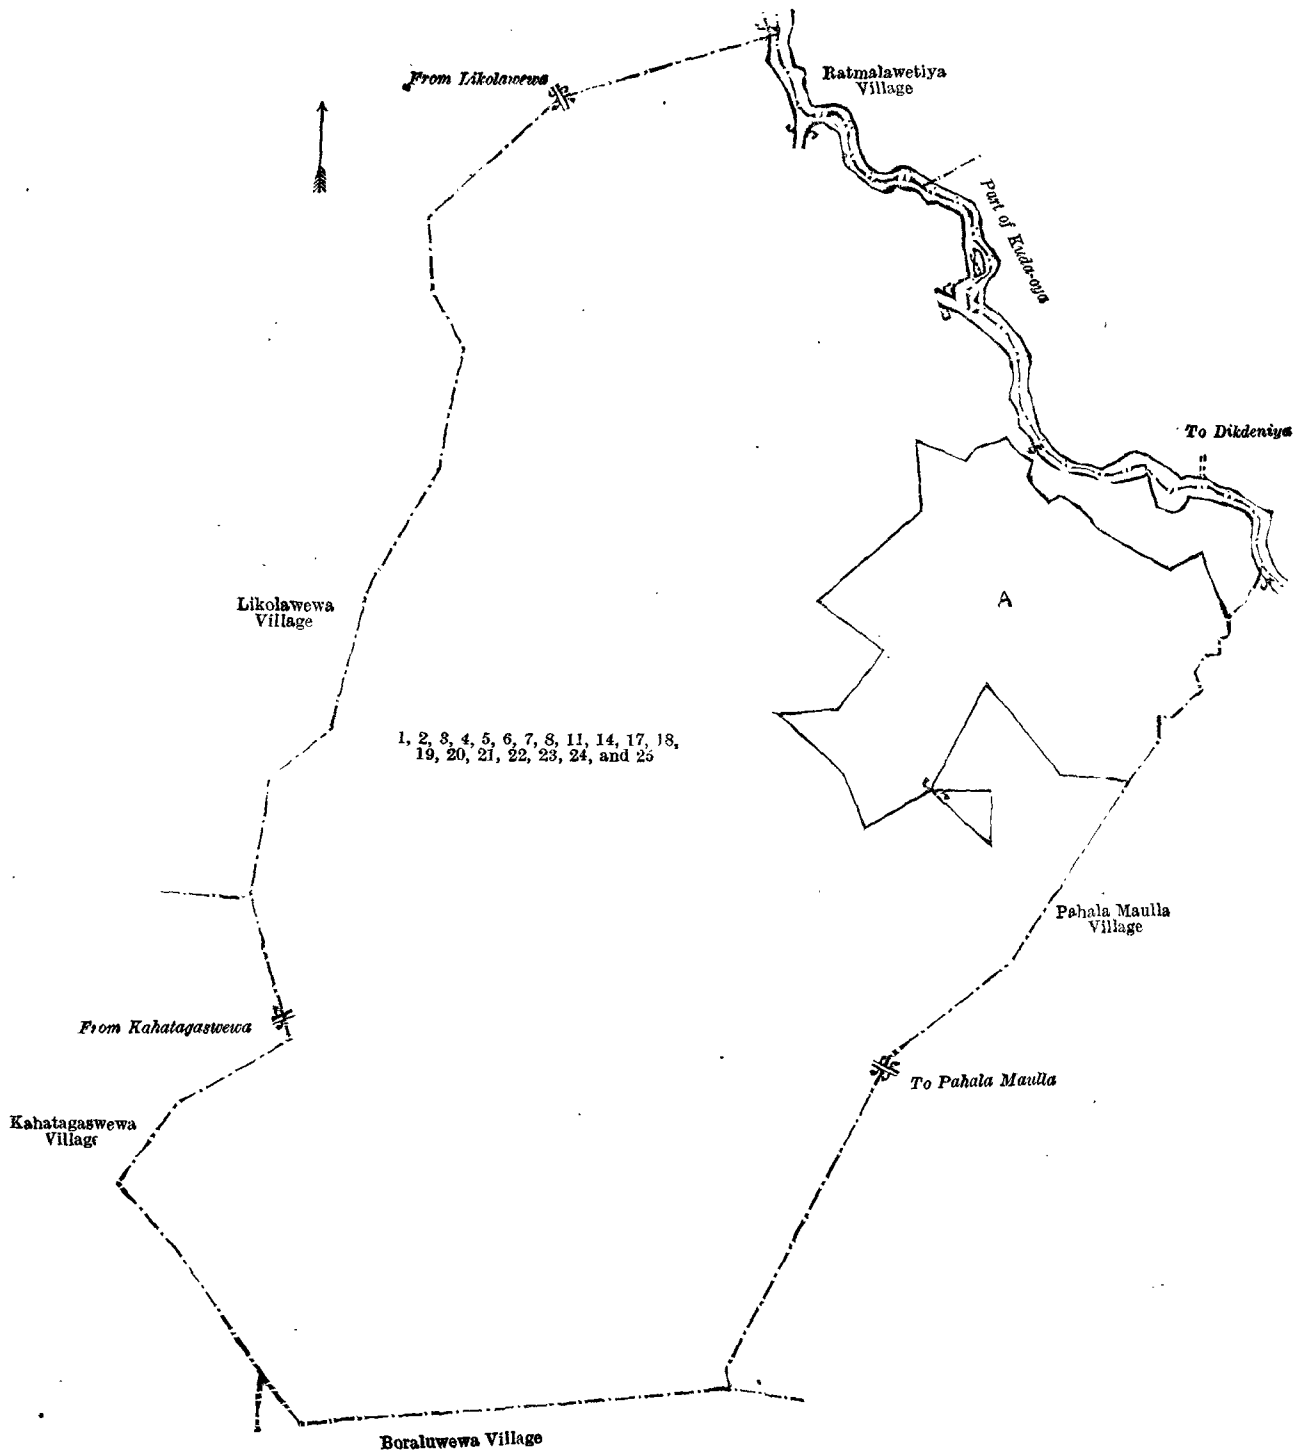 From Likolawewa
Ratmalawetiya
Village
Part of Kuda-oya
To Dikdeniya
A
Likolawewa
Village
1, 2, 3, 4, 5, 6, 7, 8, 11, 14, 17, 18,
19, 20, 21, 22, 23, 24, and 25
Pahala Maulla
Village
From Kahatagaswewa
To Pahala Maulla
Kahatagaswewa
Village
Boraluwewa Village